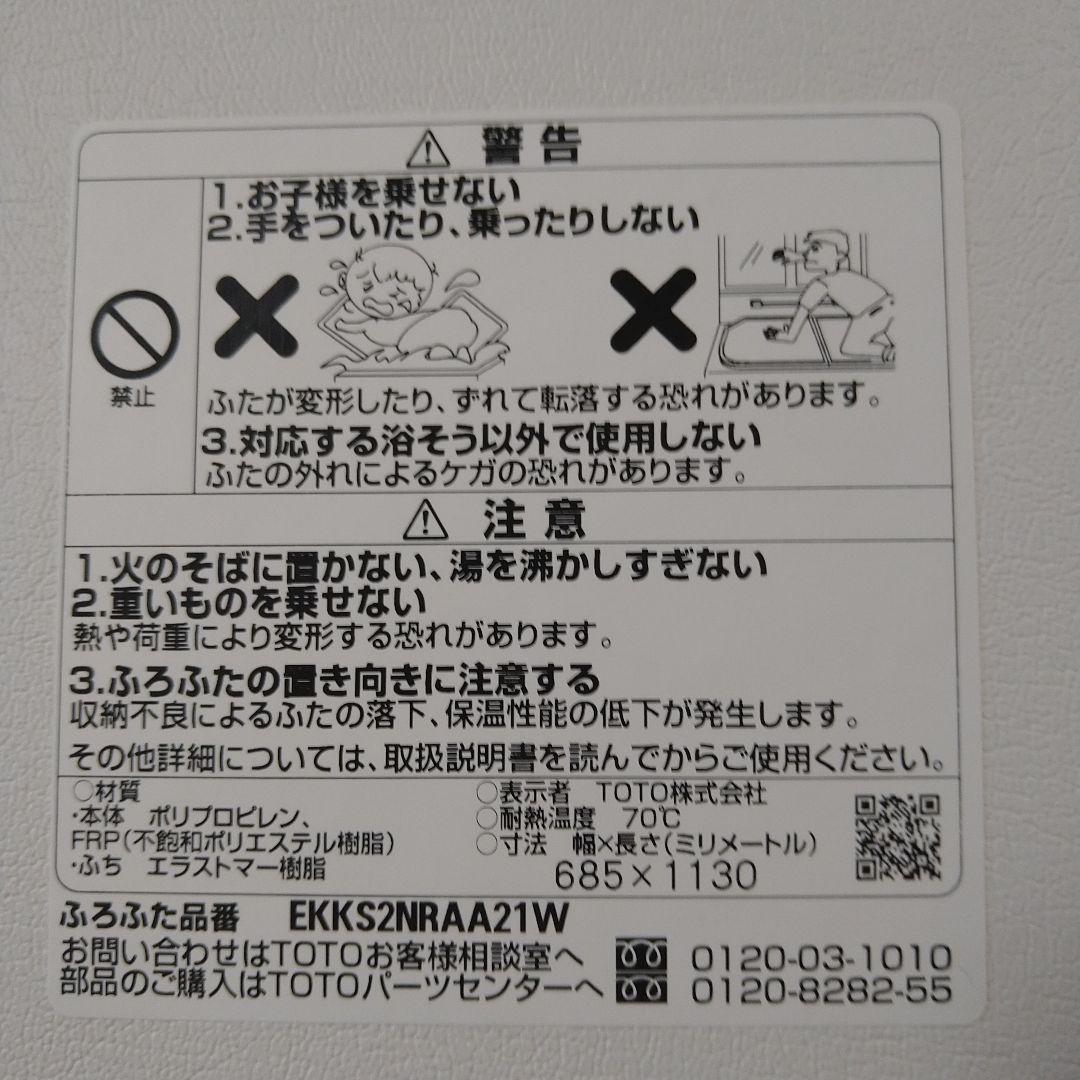 ⚠ 警告
1.お子様を乗せない
2.手をついたり、乗ったりしない
禁止
ふたが変形したり、ずれて転落する恐れがあります。
3.対応する浴そう以外で使用しない
ふたの外れによるケガの恐れがあります。
⚠ 注意
1.火のそばに置かない、湯を沸かしすぎない
2.重いものを乗せない
熱や荷重により変形する恐れがあります。
3.ふろふたの置き向きに注意する
収納不良によるふたの落下、保温性能の低下が発生します。
その他詳細については、取扱説明書を読んでからご使用ください。
○材質
・本体 ポリプロピレン、
FRP(不飽和ポリエステル樹脂)
・ふち エラストマー樹脂
○表示者 TOTO株式会社
○耐熱温度 70℃
○寸法 幅×長さ(ミリメートル)
685×1130
ふろふた品番 EKKS2NRAA21W
お問い合わせはTOTOお客様相談室へ 0120-03-1010
部品のご購入はTOTOパーツセンターへ 0120-8282-55